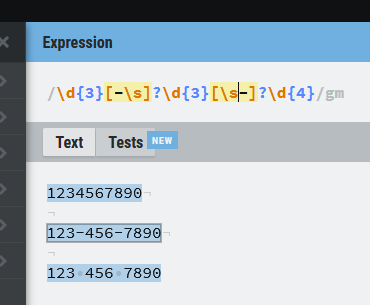 Expression
/\d{3}[-\s]?\d{3}[\s-]?\d{4}/gm
Text Tests NEW
1234567890¬
¬
123-456-7890¬
¬
123·456·7890